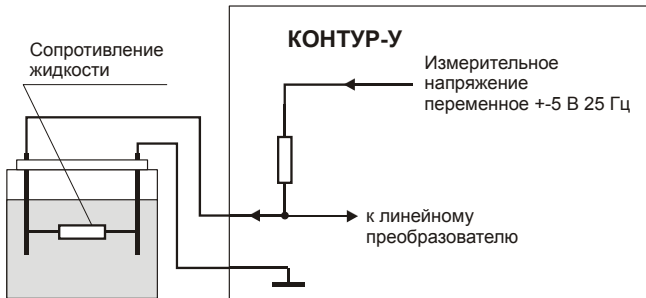 Сопротивление
жидкости
КОНТУР-У
Измерительное
напряжение
переменное +-5 В 25 Гц
к линейному
преобразователю